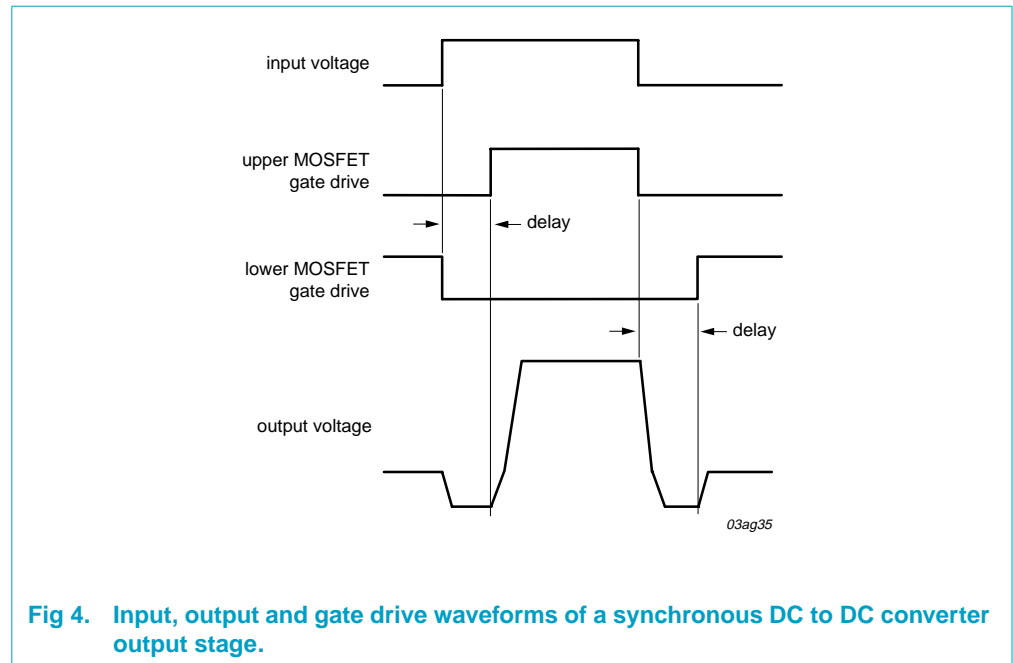 input voltage
upper MOSFET
gate drive
delay
lower MOSFET
gate drive
delay
output voltage
03ag35
Fig 4. Input, output and gate drive waveforms of a synchronous DC to DC converter
output stage.